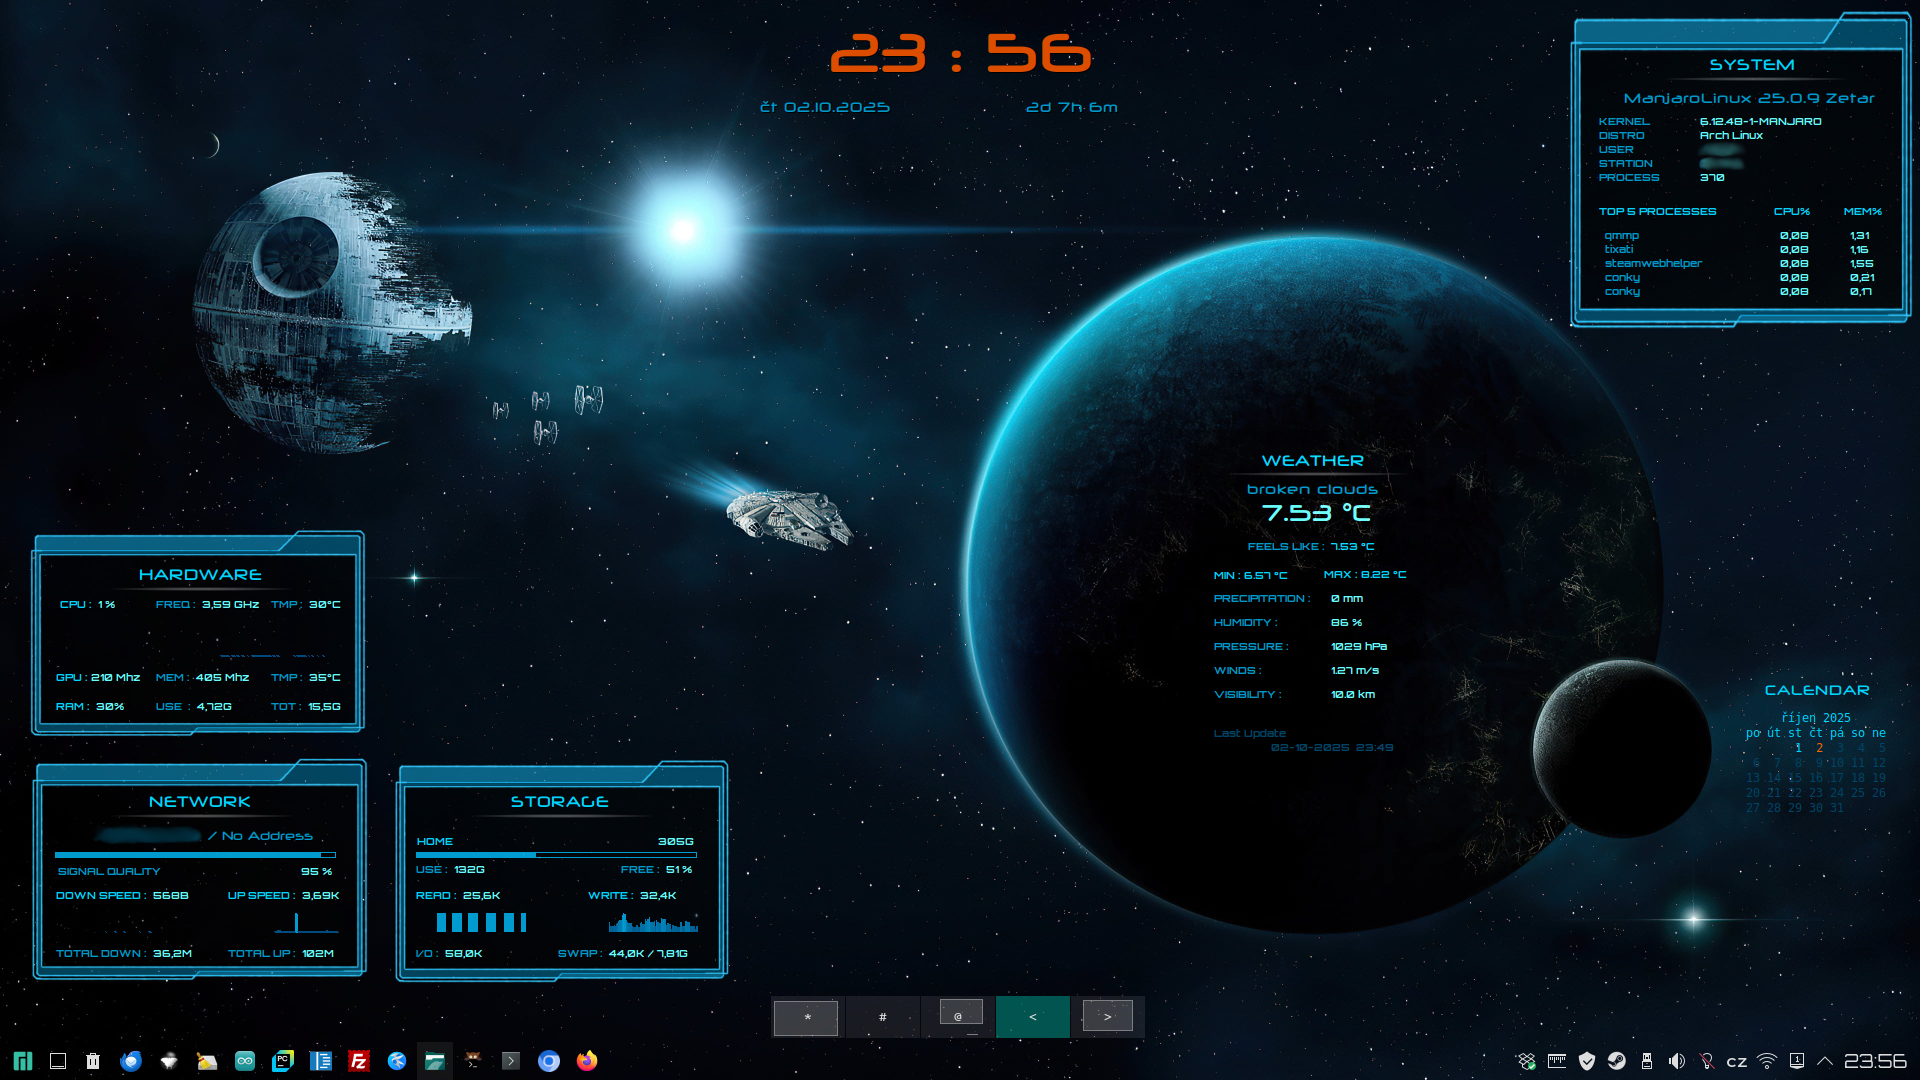 23 : 56
čt 02.10.2025 2d 7h 6m
SYSTEM
ManjaroLinux 25.0.9 Zetar
KERNEL 6.12.48-1-MANJARO
DISTRO Arch Linux
USER
STATION
PROCESS 370
TOP 5 PROCESSES CPU% MEM%
qmmp 0,08 1,31
tixati 0,08 1,16
steamwebhelper 0,08 1,55
conky 0,08 0,21
conky 0,08 0,17
WEATHER
broken clouds
7.53 °C
FEELS LIKE : 7.53 °C
MIN : 6.57 °C MAX : 8.22 °C
PRECIPITATION : 0 mm
HUMIDITY : 86 %
PRESSURE : 1029 hPa
WINDS : 1.27 m/s
VISIBILITY : 10.0 km
Last Update
02-10-2025 23:49
HARDWARE
CPU : 1 % FREQ : 3,59 GHz TMP : 30°C
GPU : 210 Mhz MEM : 405 Mhz TMP : 35°C
RAM : 30% USE : 4,72G TOT : 15,5G
CALENDAR
říjen 2025
po út st čt pá so ne
1 2 3 4 5
6 7 8 9 10 11 12
13 14 15 16 17 18 19
20 21 22 23 24 25 26
27 28 29 30 31
NETWORK
/ No Address
SIGNAL QUALITY 95 %
DOWN SPEED : 568B UP SPEED : 3,69K
TOTAL DOWN : 36,2M TOTAL UP : 102M
STORAGE
HOME 305G
USE : 132G FREE : 51 %
READ : 25,6K WRITE : 32,4K
I/O : 58,0K SWAP : 44,0K / 7,81G
* # @ < >
PC
FZ
CZ
1
23:56